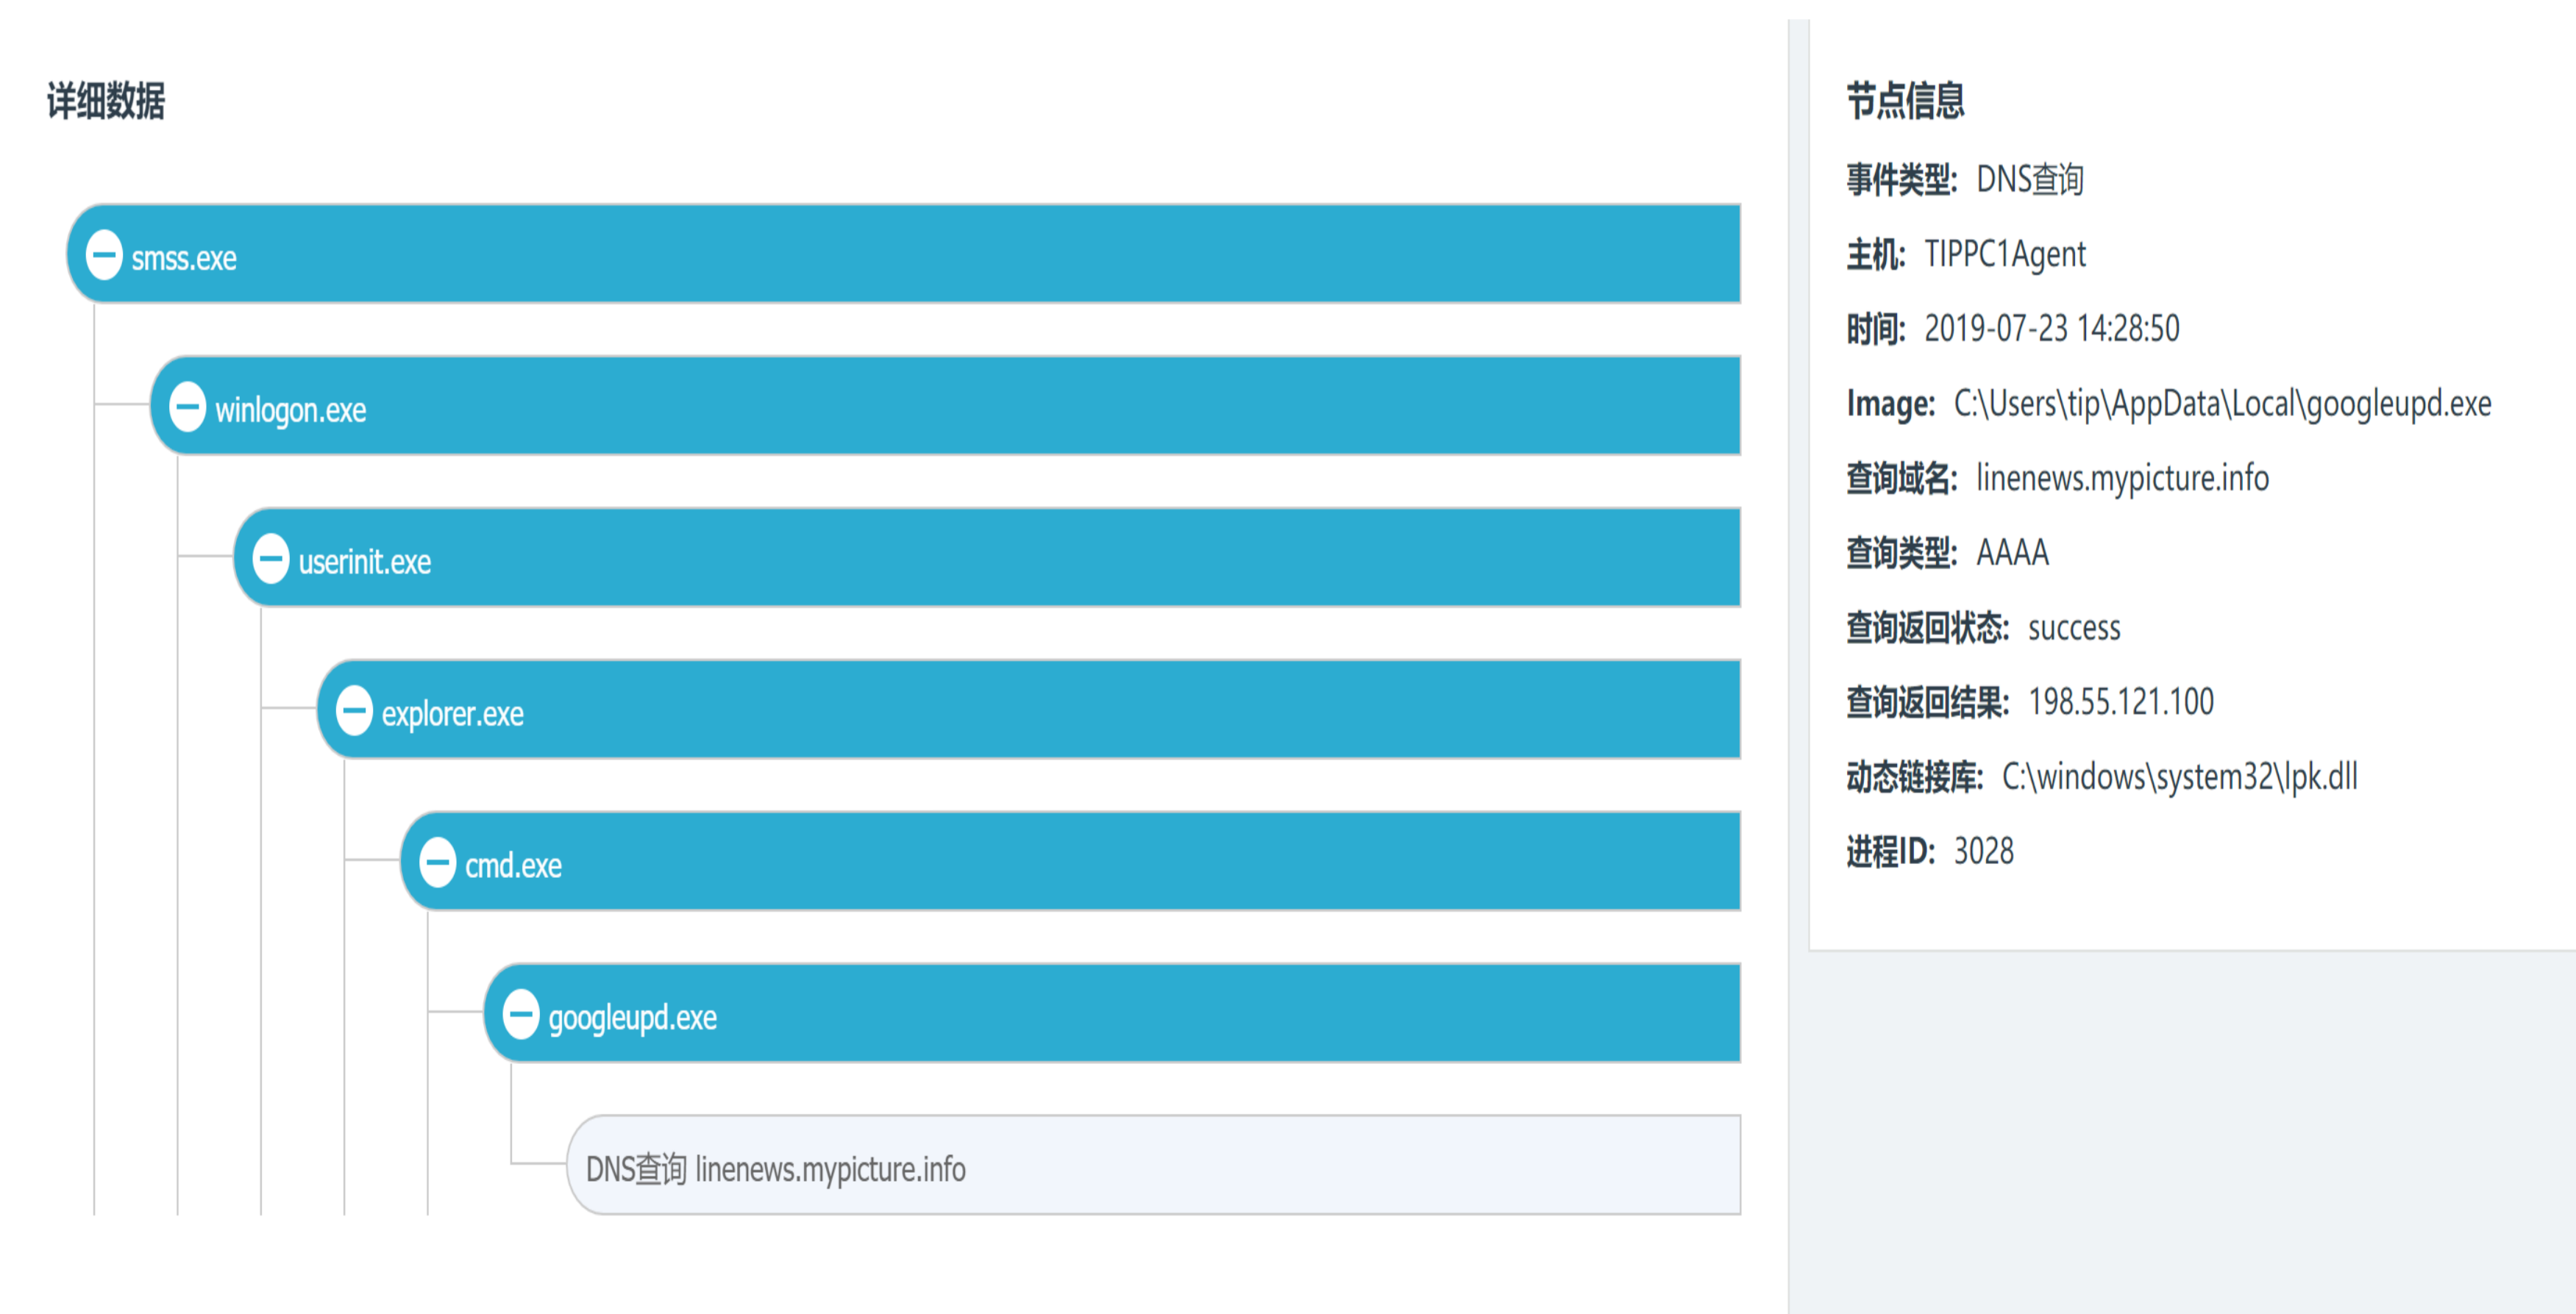 详细数据
smss.exe
winlogon.exe
userinit.exe
explorer.exe
cmd.exe
googleupd.exe
DNS查询 linenews.mypicture.info
节点信息
事件类型: DNS查询
主机: TIPPC1Agent
时间: 2019-07-23 14:28:50
Image: C:\Users\tip\AppData\Local\googleupd.exe
查询域名: linenews.mypicture.info
查询类型: AAAA
查询返回状态: success
查询返回结果: 198.55.121.100
动态链接库: C:\windows\system32\lpk.dll
进程ID: 3028